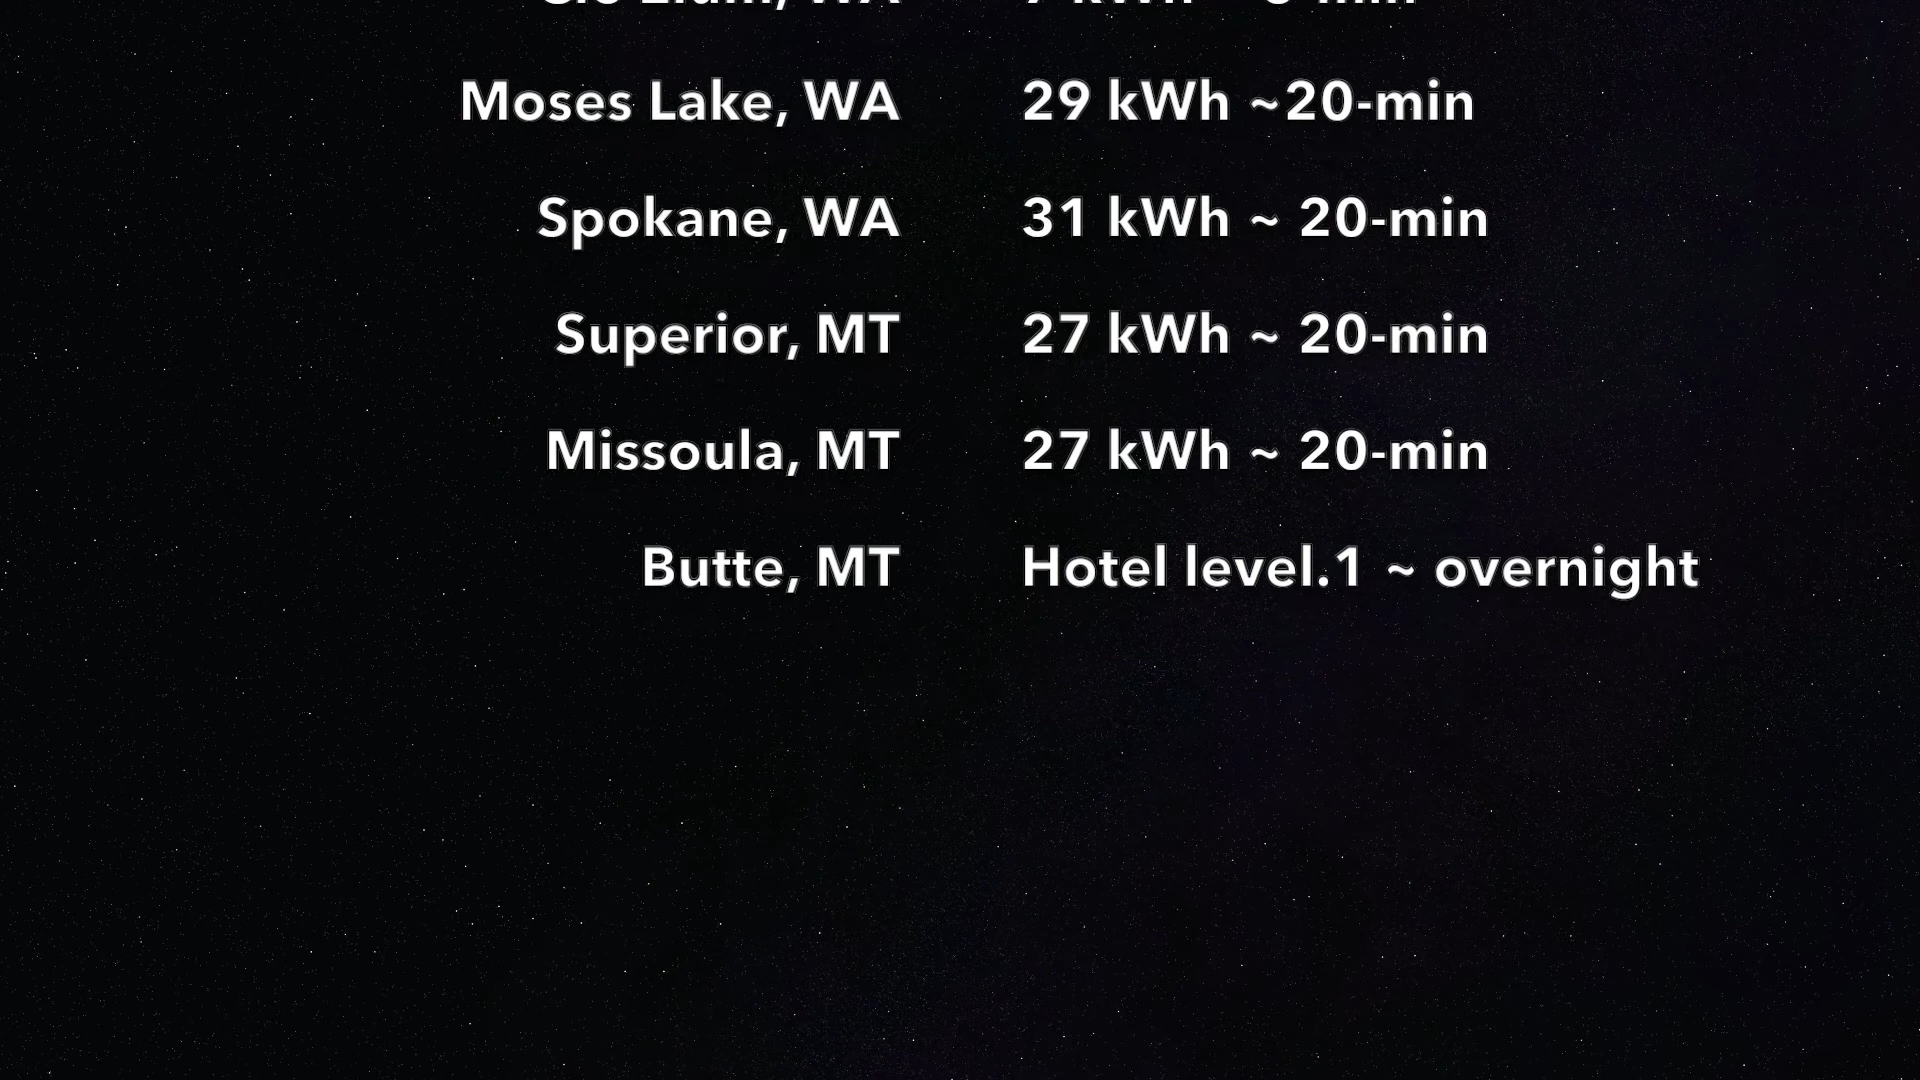 Moses Lake, WA 29 kWh ~20-min
Spokane, WA 31 kWh ~ 20-min
Superior, MT 27 kWh ~ 20-min
Missoula, MT 27 kWh ~ 20-min
Butte, MT Hotel level.1 ~ overnight